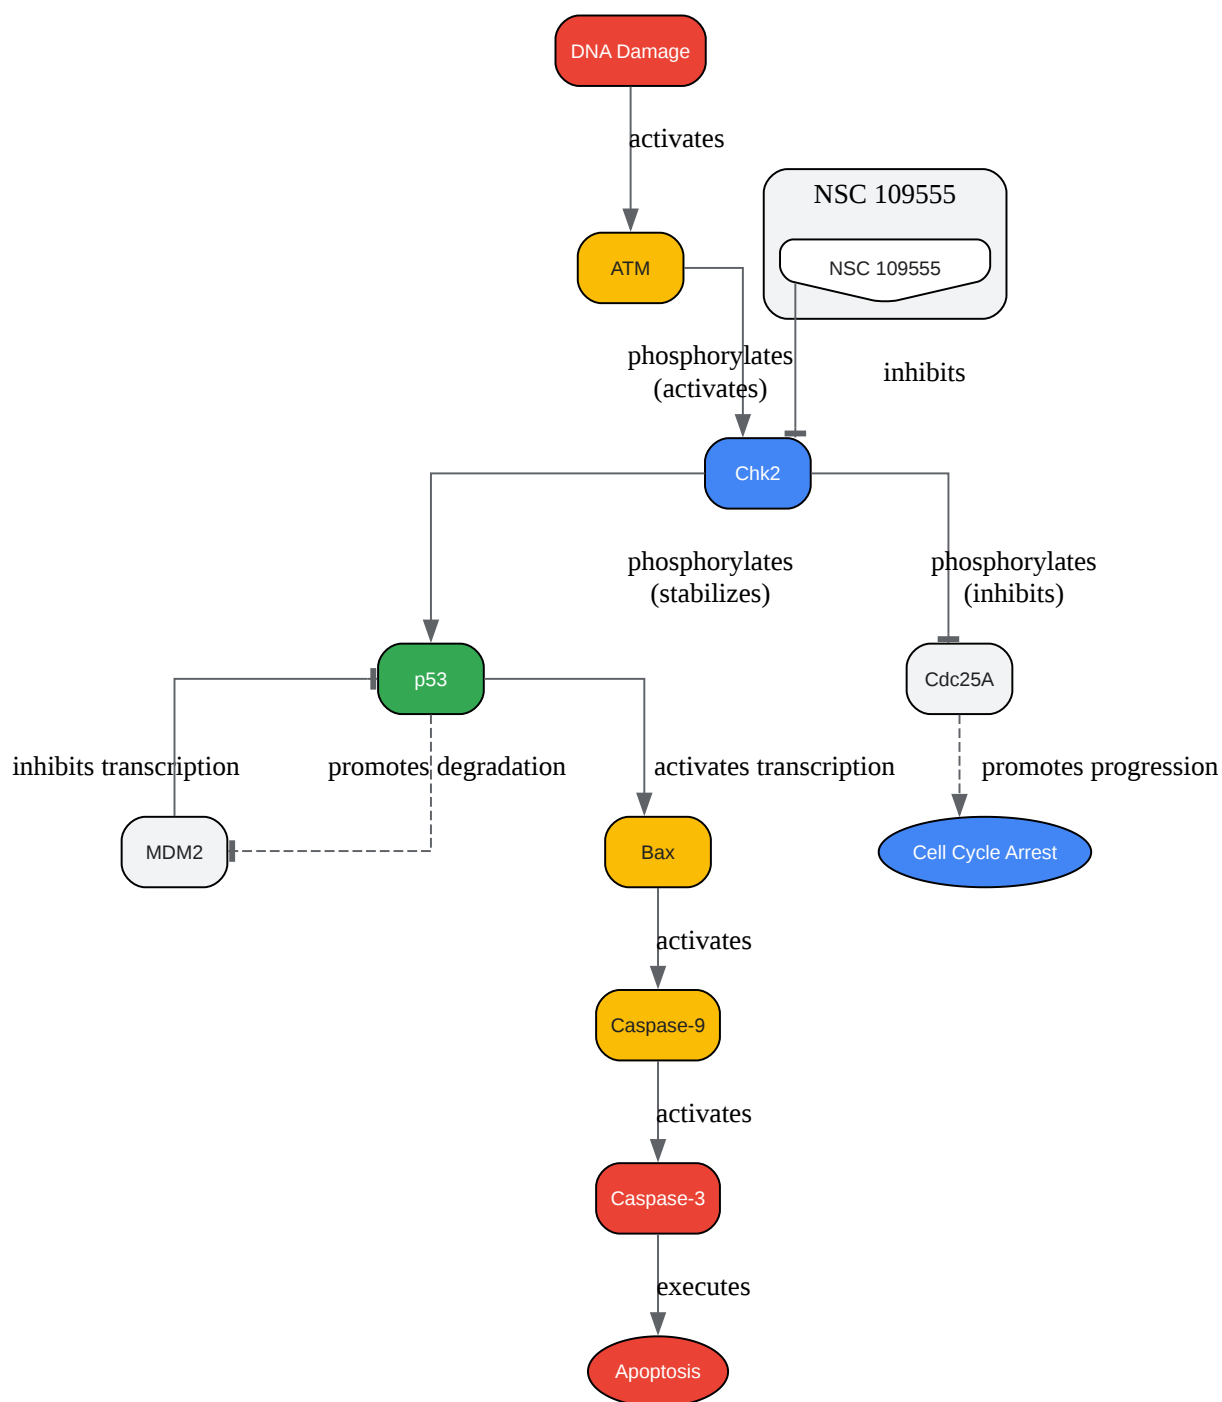 DNA Damage
activates
NSC 109555
ATM
NSC 109555
phosphorylates
(activates)
inhibits
Chk2
phosphorylates
(stabilizes)
phosphorylates
(inhibits)
p53
Cdc25A
inhibits transcription
promotes degradation
activates transcription
promotes progression
MDM2
Bax
Cell Cycle Arrest
activates
Caspase-9
activates
Caspase-3
executes
Apoptosis